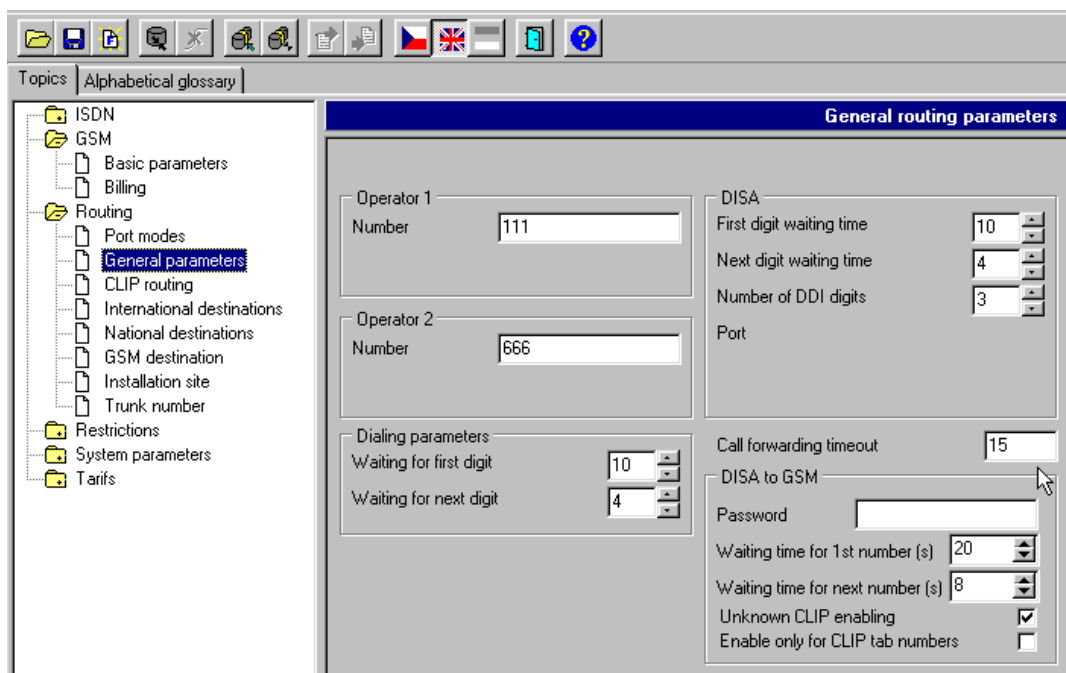 Topics
Alphabetical glossary
ISDN
GSM
Basic parameters
Billing
Routing
Port modes
General parameters
CLIP routing
International destinations
National destinations
GSM destination
Installation site
Trunk number
Restrictions
System parameters
Tarifs
General routing parameters
Operator 1
Number 111
Operator 2
Number 666
Dialing parameters
Waiting for first digit 10
Waiting for next digit 4
DISA
First digit waiting time 10
Next digit waiting time 4
Number of DDI digits 3
Port
Call forwarding timeout 15
DISA to GSM
Password
Waiting time for 1st number (s) 20
Waiting time for next number (s) 8
Unknown CLIP enabling
Enable only for CLIP tab numbers